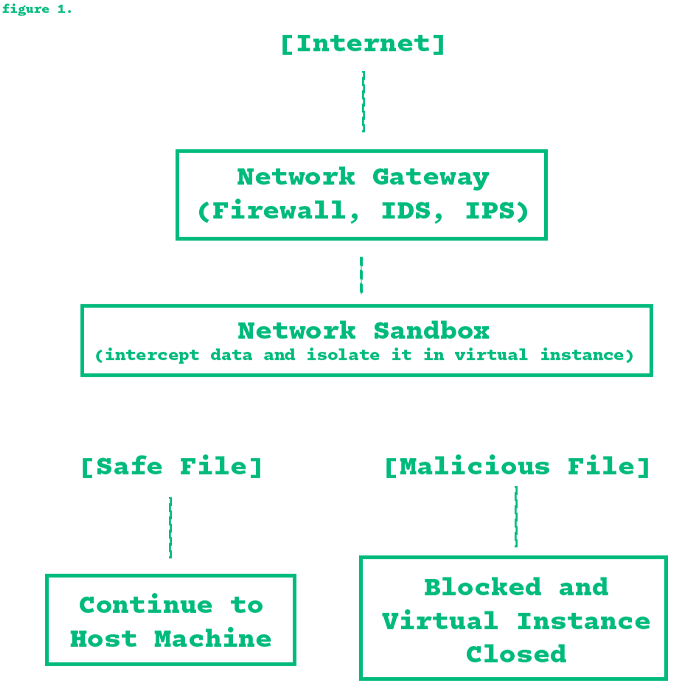 figure 1.
[Internet]
Network Gateway
(Firewall, IDS, IPS)
Network Sandbox
(intercept data and isolate it in virtual instance)
[Safe File]
Continue to
Host Machine
[Malicious File]
Blocked and
Virtual Instance
Closed